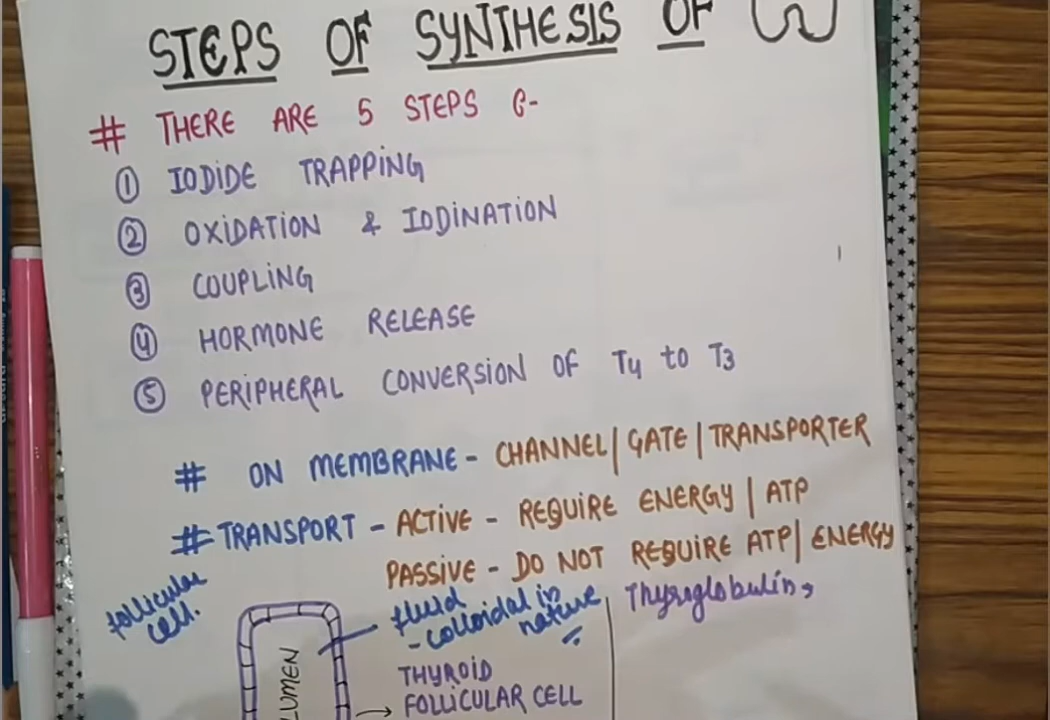 STEPS OF SYNTHESIS OF
# THERE ARE 5 STEPS :-
① IODIDE TRAPPING
② OXIDATION & IODINATION
③ COUPLING
④ HORMONE RELEASE
⑤ PERIPHERAL CONVERSION OF T4 to T3
# ON MEMBRANE - CHANNEL | GATE | TRANSPORTER
# TRANSPORT - ACTIVE - REQUIRE ENERGY | ATP
PASSIVE - DO NOT REQUIRE ATP | ENERGY
follicular
cell.
fluid
- colloidal in
nature
Thyroglobulin,
LUMEN
THYROID
FOLLICULAR CELL